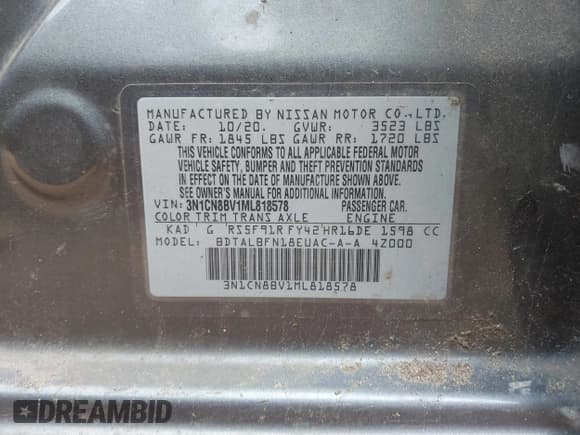 MANUFACTURED BY NISSAN MOTOR CO.,LTD.
DATE: 10/20. GVWR: 3523 LBS
GAWR FR: 1845 LBS GAWR RR: 1720 LBS
THIS VEHICLE CONFORMS TO ALL APPLICABLE FEDERAL MOTOR
VEHICLE SAFETY, BUMPER AND THEFT PREVENTION STANDARDS
IN EFFECT ON THE DATE OF MANUFACTURE SHOWN ABOVE.
SEE OWNER'S MANUAL FOR ADDITIONAL INFORMATION.
VIN: 3N1CN8BV1ML818578 PASSENGER CAR.
COLOR TRIM TRANS AXLE ENGINE
KAD G RS5F91R FY42 HR16DE 1598 CC
MODEL: BDTALBFN18EUAC-A-A 4Z000
3N1CN8BV1ML818578
DREAMBID